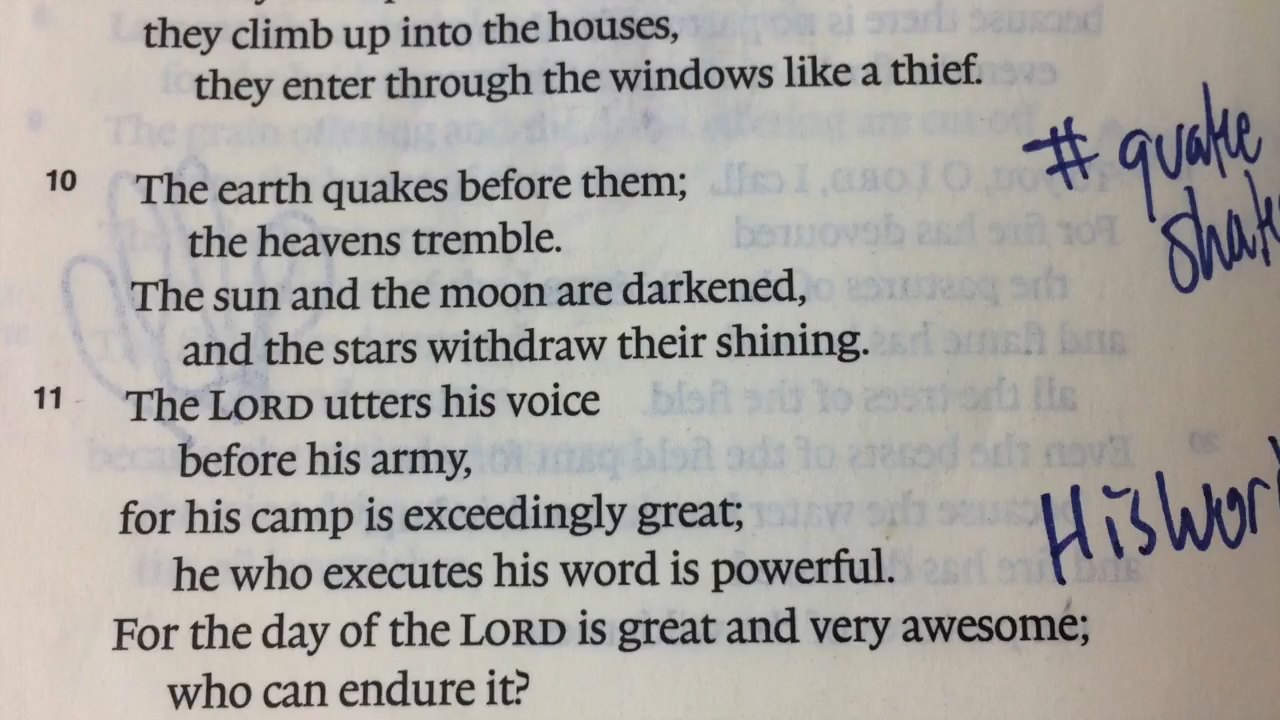 they climb up into the houses,
they enter through the windows like a thief.
10 The earth quakes before them;
the heavens tremble.
The sun and the moon are darkened,
and the stars withdraw their shining.
11 The LORD utters his voice
before his army,
for his camp is exceedingly great;
he who executes his word is powerful.
For the day of the LORD is great and very awesome;
who can endure it?
# quake
His